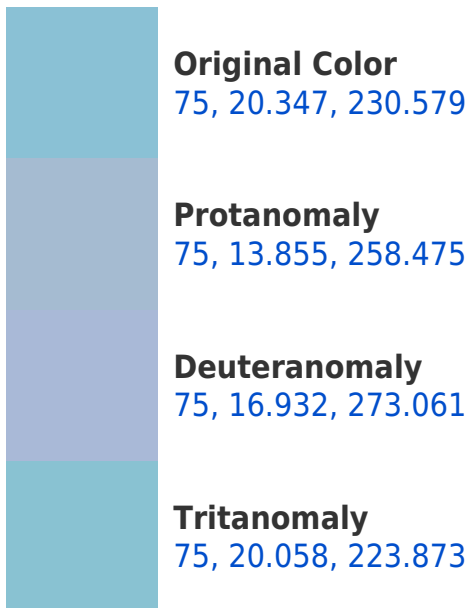 Original Color
75, 20.347, 230.579
Protanomaly
75, 13.855, 258.475
Deuteranomaly
75, 16.932, 273.061
Tritanomaly
75, 20.058, 223.873